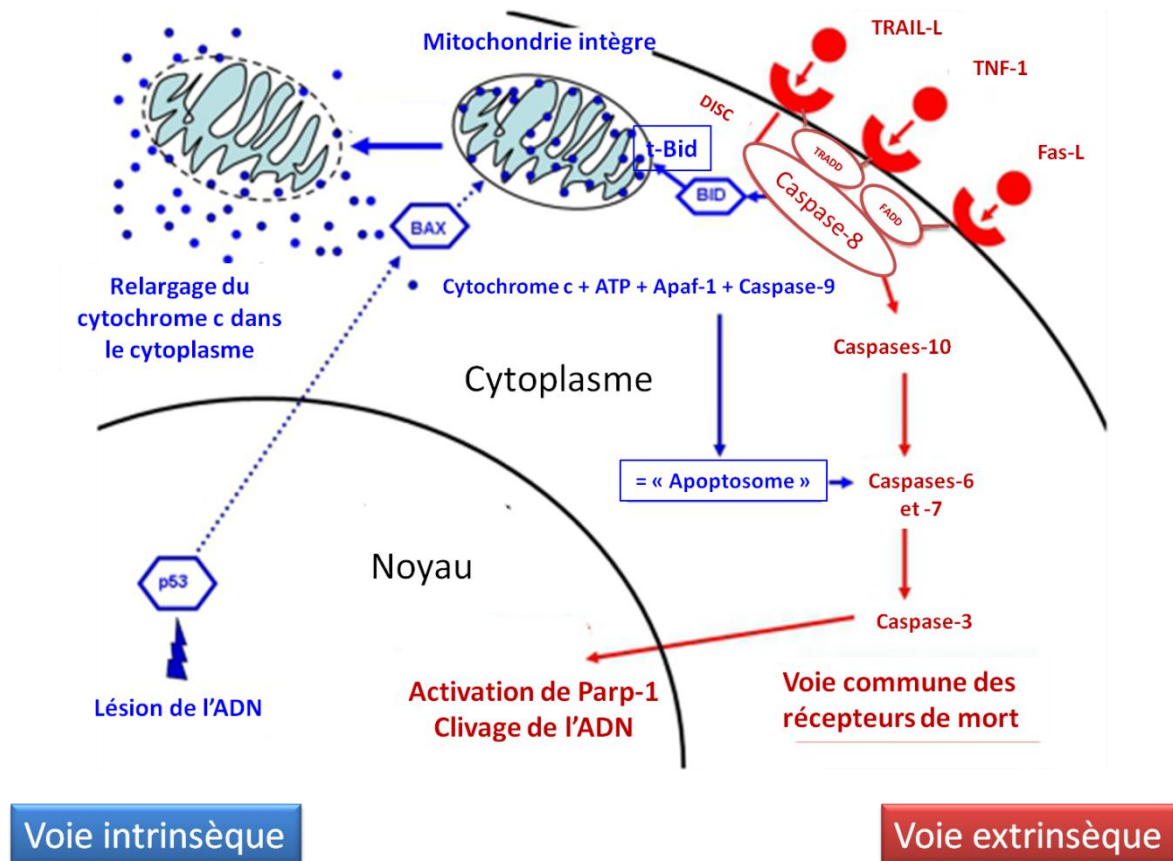 TRAIL-L
Mitochondrie intègre
TNF-1
DISC
t-Bid
TRADD
Fas-L
BID
Caspase-8
FADD
BAX
Relargage du
cytochrome c dans
le cytoplasme
Cytochrome c + ATP + Apaf-1 + Caspase-9
Caspases-10
Cytoplasme
= « Apoptosome »
Caspases-6
et -7
Noyau
p53
Caspase-3
Lésion de l’ADN
Activation de Parp-1
Clivage de l’ADN
Voie commune des
récepteurs de mort
Voie intrinsèque
Voie extrinsèque